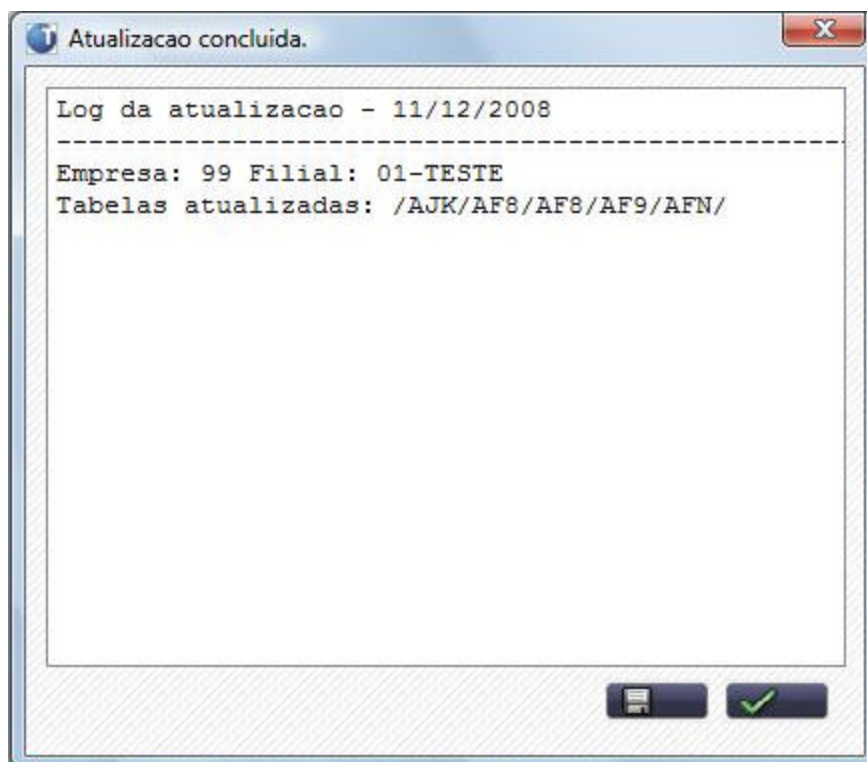 Atualizacao concluida.
Log da atualizacao - 11/12/2008
-------------------------------------------------
Empresa: 99 Filial: 01-TESTE
Tabelas atualizadas: /AJK/AF8/AF8/AF9/AFN/